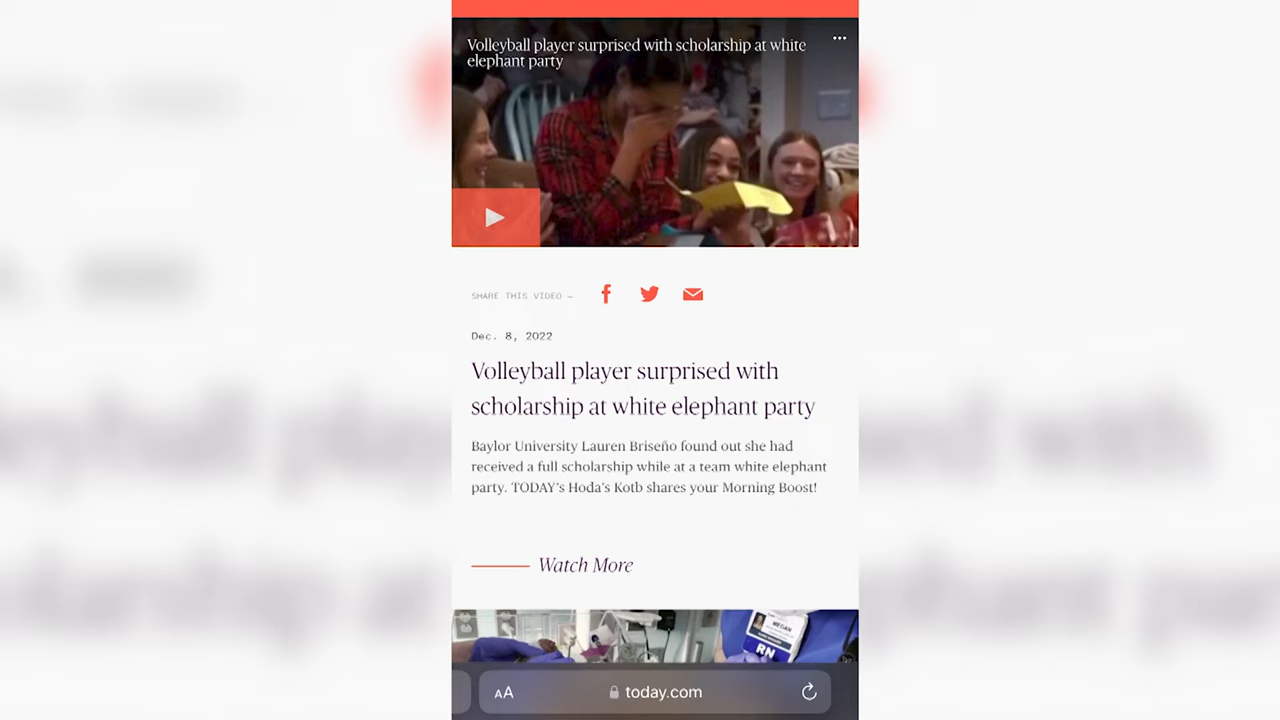 Volleyball player surprised with scholarship at white
elephant party
SHARE THIS VIDEO —
Dec. 8, 2022
Volleyball player surprised with
scholarship at white elephant party
Baylor University Lauren Briseño found out she had
received a full scholarship while at a team white elephant
party. TODAY’s Hoda’s Kotb shares your Morning Boost!
Watch More
MEGAN
RN
AA
today.com